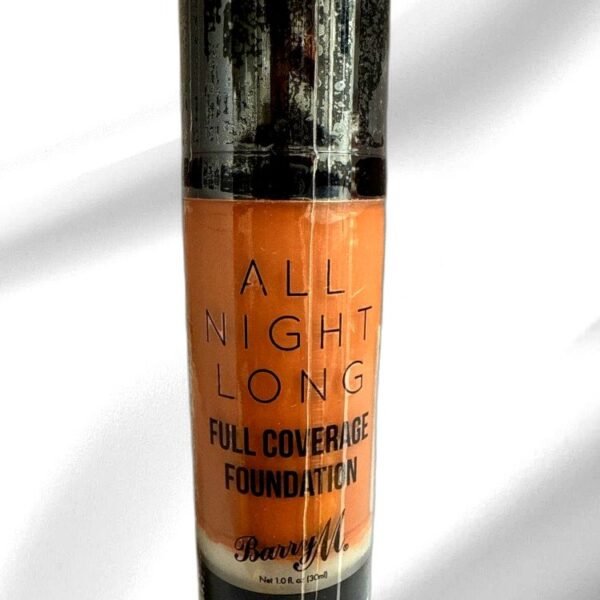 ALL
NIGHT
LONG
FULL COVERAGE
FOUNDATION
Barry M®
Net 1.0 fl. oz (30ml)